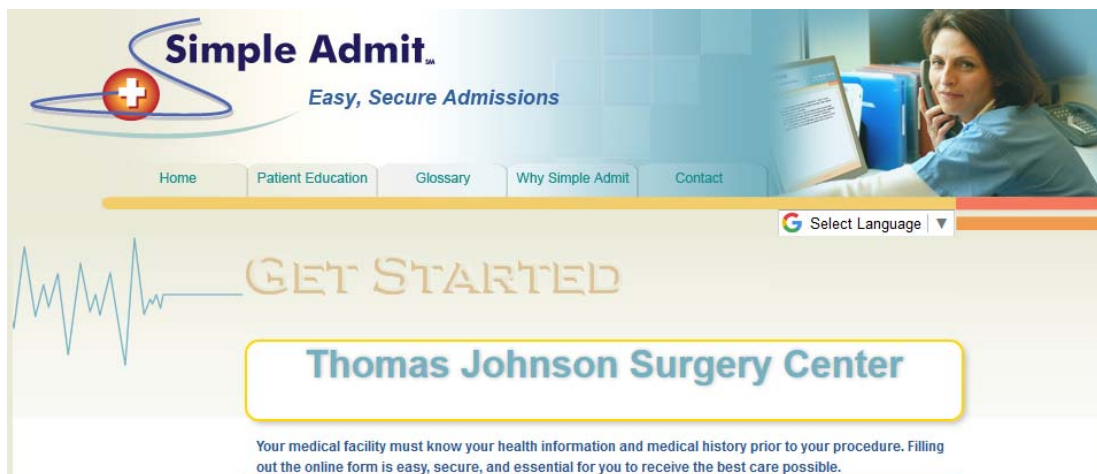 Simple Admit SM
Easy, Secure Admissions
Home Patient Education Glossary Why Simple Admit Contact
G Select Language ▼
GET STARTED
Thomas Johnson Surgery Center
Your medical facility must know your health information and medical history prior to your procedure. Filling
out the online form is easy, secure, and essential for you to receive the best care possible.